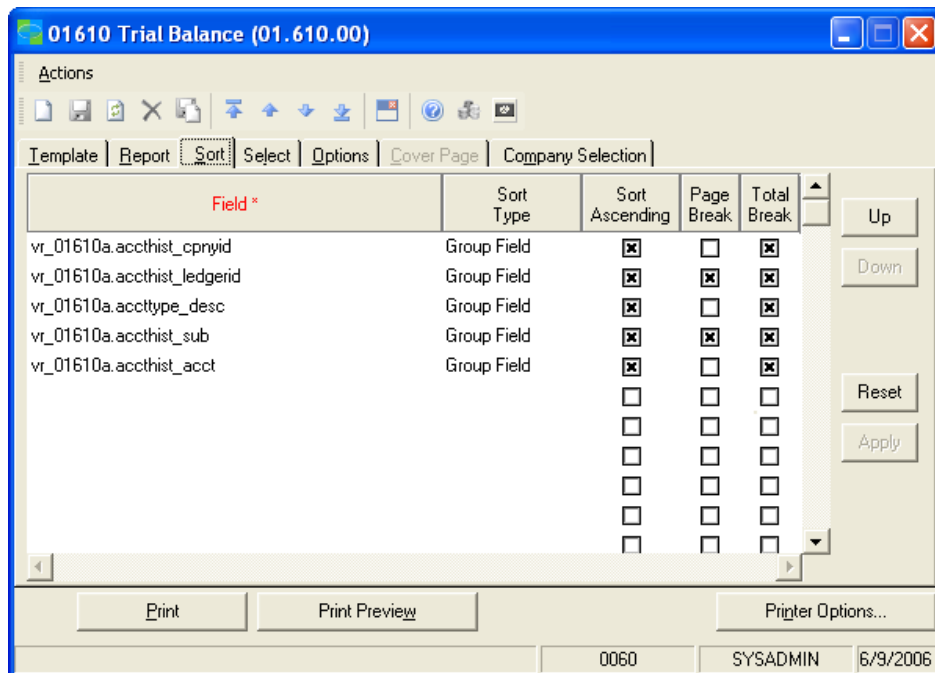 01610 Trial Balance (01.610.00)
Actions
Template Report Sort Select Options Cover Page Company Selection
Field * Sort Type Sort Ascending Page Break Total Break
Up
vr_01610a.accthist_cpnyid Group Field
Down
vr_01610a.accthist_ledgerid Group Field
vr_01610a.accttype_desc Group Field
vr_01610a.accthist_sub Group Field
vr_01610a.accthist_acct Group Field
Reset
Apply
Print Print Preview Printer Options...
0060 SYSADMIN 6/9/2006